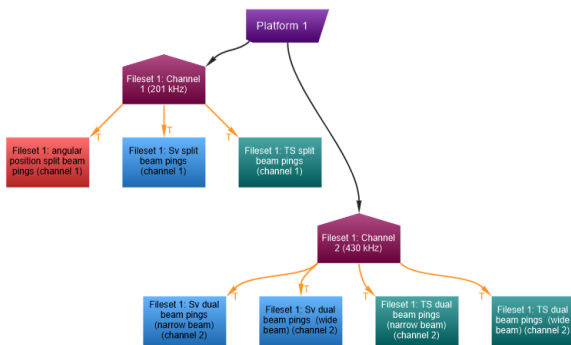 Platform 1
Fileset 1: Channel
1 (201 kHz)
T
T
T
Fileset 1: angular
position split beam
pings (channel 1)
Fileset 1: Sv split
beam pings
(channel 1)
Fileset 1: TS split
beam pings
(channel 1)
Fileset 1: Channel
2 (430 kHz)
T
T
T
T
Fileset 1: Sv dual
beam pings
(narrow beam)
(channel 2)
Fileset 1: Sv dual
beam pings (wide
beam) (channel 2)
Fileset 1: TS dual
beam pings
(narrow beam)
(channel 2)
Fileset 1: TS dual
beam pings (wide
beam) (channel 2)